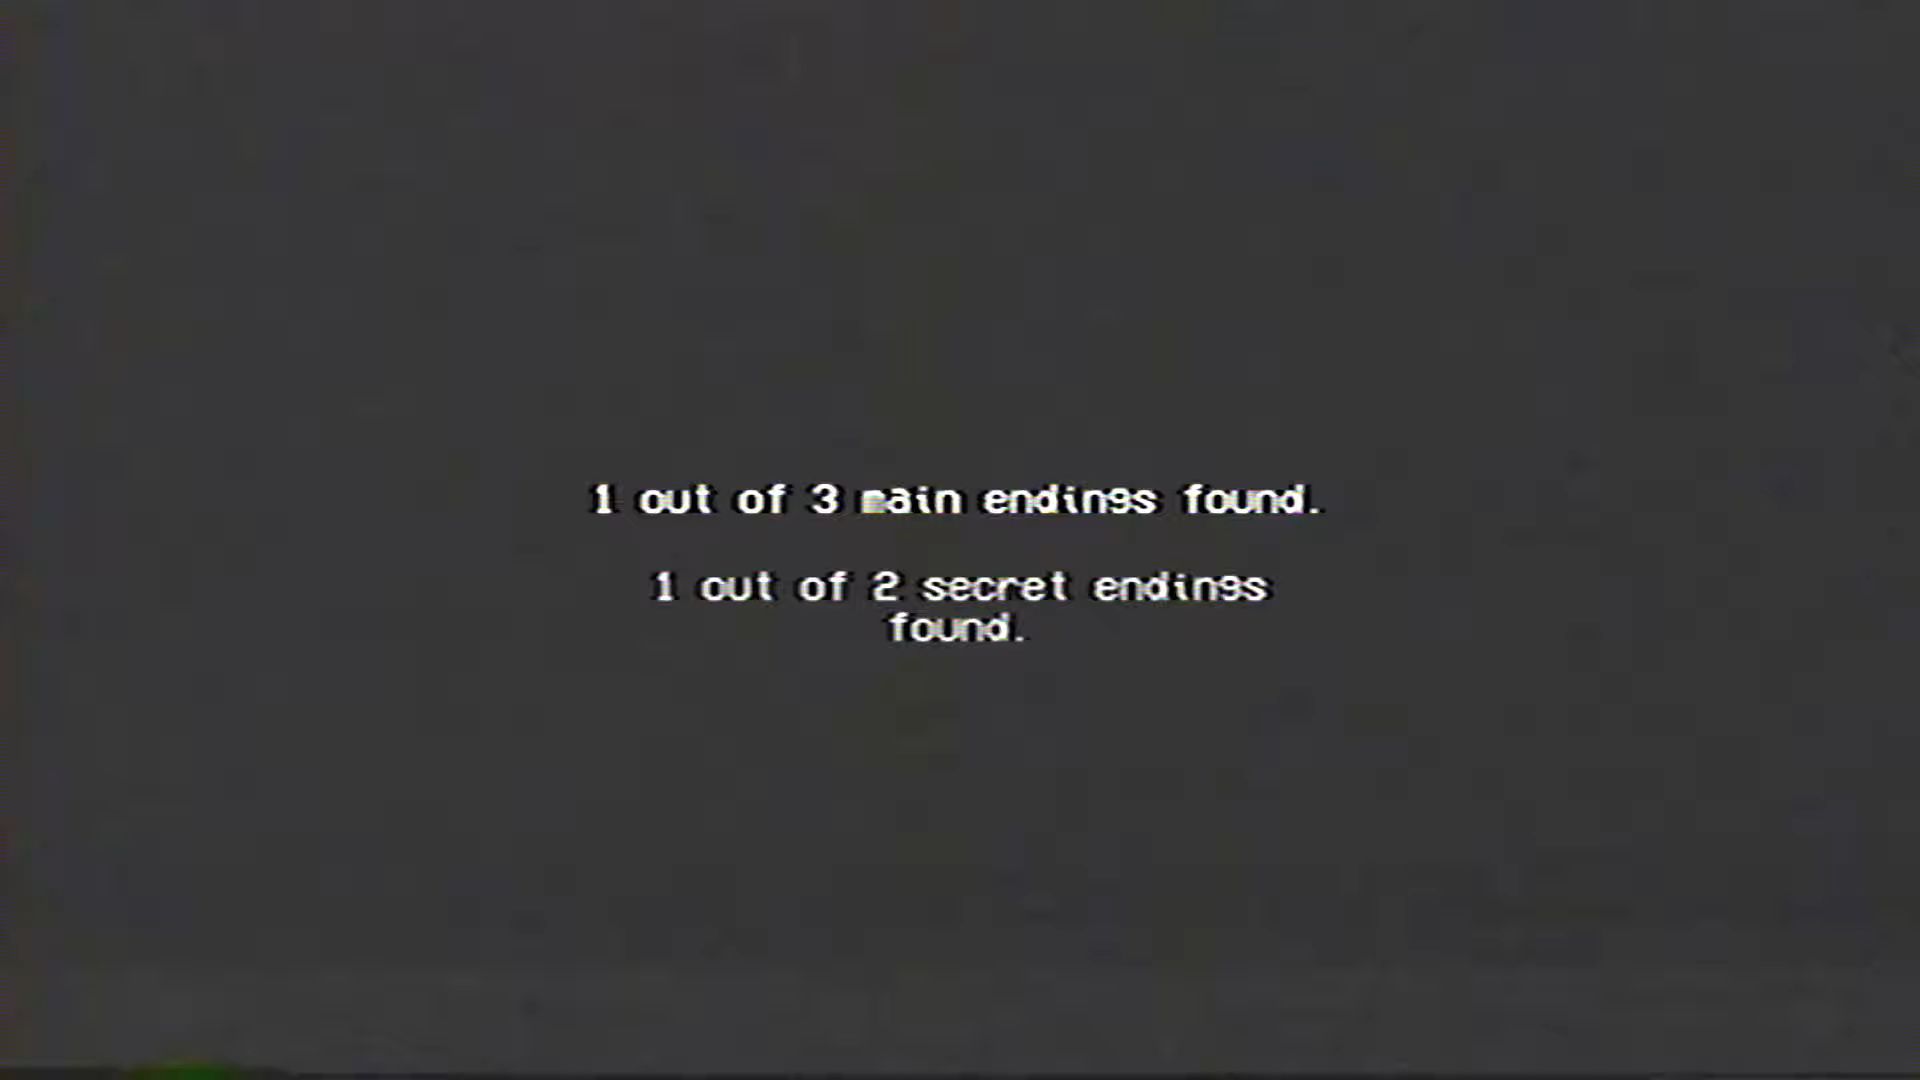 1 out of 3 main endings found.
1 out of 2 secret endings
found.